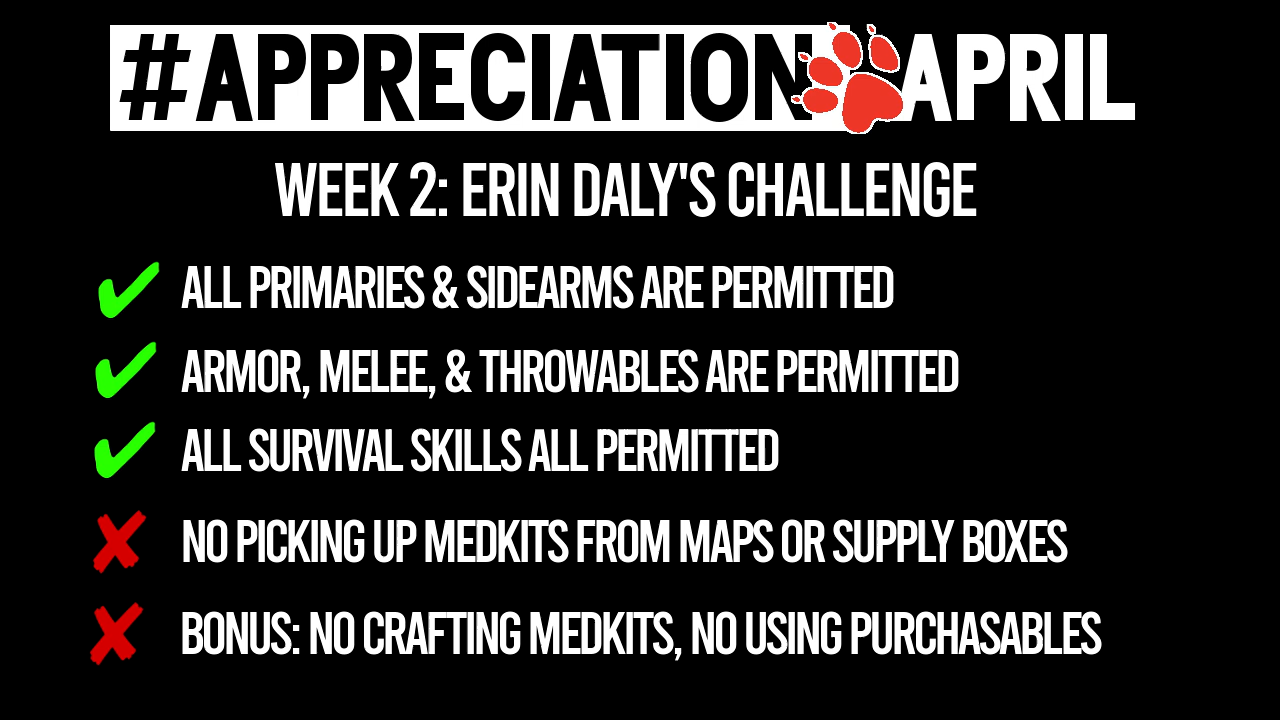 #APPRECIATION APRIL
WEEK 2: ERIN DALY'S CHALLENGE
ALL PRIMARIES & SIDEARMS ARE PERMITTED
ARMOR, MELEE, & THROWABLES ARE PERMITTED
ALL SURVIVAL SKILLS ALL PERMITTED
NO PICKING UP MEDKITS FROM MAPS OR SUPPLY BOXES
BONUS: NO CRAFTING MEDKITS, NO USING PURCHASABLES